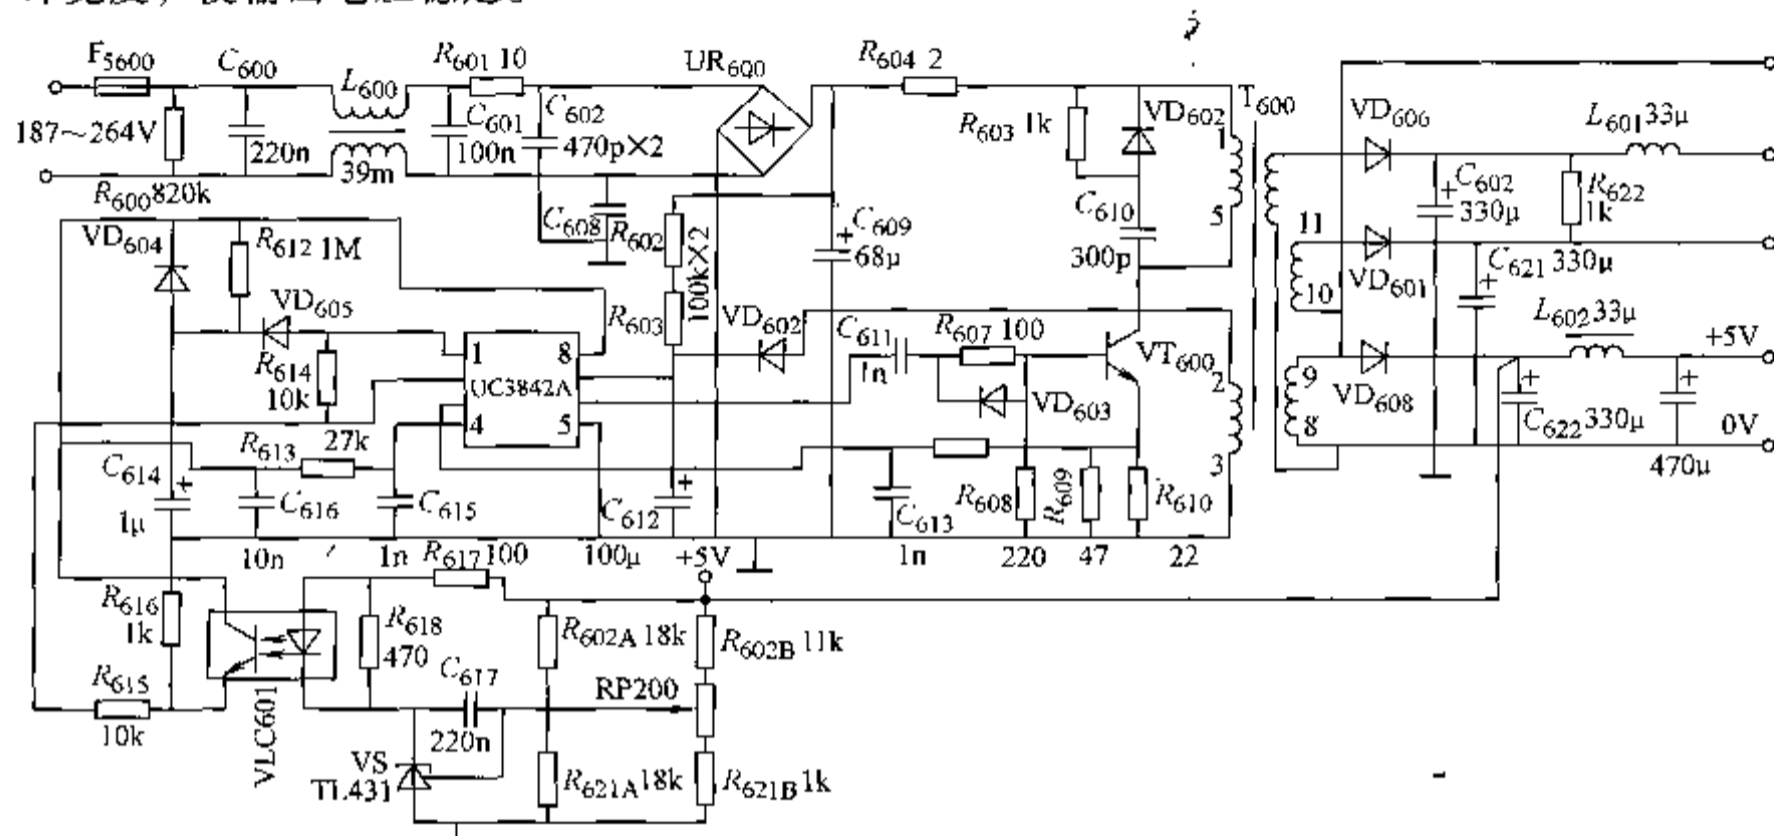 F5600
C600
L600
R601 10
UR600
R604 2
187～264V
220n
39m
C601
100n
C602
470p×2
R603 1k
VD602
T600
1
5
VD606
L601 33μ
R600 820k
VD604
R612 1M
C608
R602
C609
68μ
C610
300p
11
10
VD601
C602
330μ
R622
1k
C621 330μ
VD605
R603
100k×2
VD602
C611
1n
R607 100
VT600
2
3
L602 33μ
+5V
R614
10k
1
8
UC3842A
4
5
VD603
9
8
VD608
C622 330μ
0V
470μ
R613
27k
C614
1μ
C616
10n
C615
1n
C612
100μ
C613
1n
R608
220
R609
47
R610
22
R617 100
+5V
R616
1k
R618
470
R602A 18k
R602B 11k
R615
10k
VLC601
C617
220n
RP200
VS
TL431
R621A 18k
R621B 1k